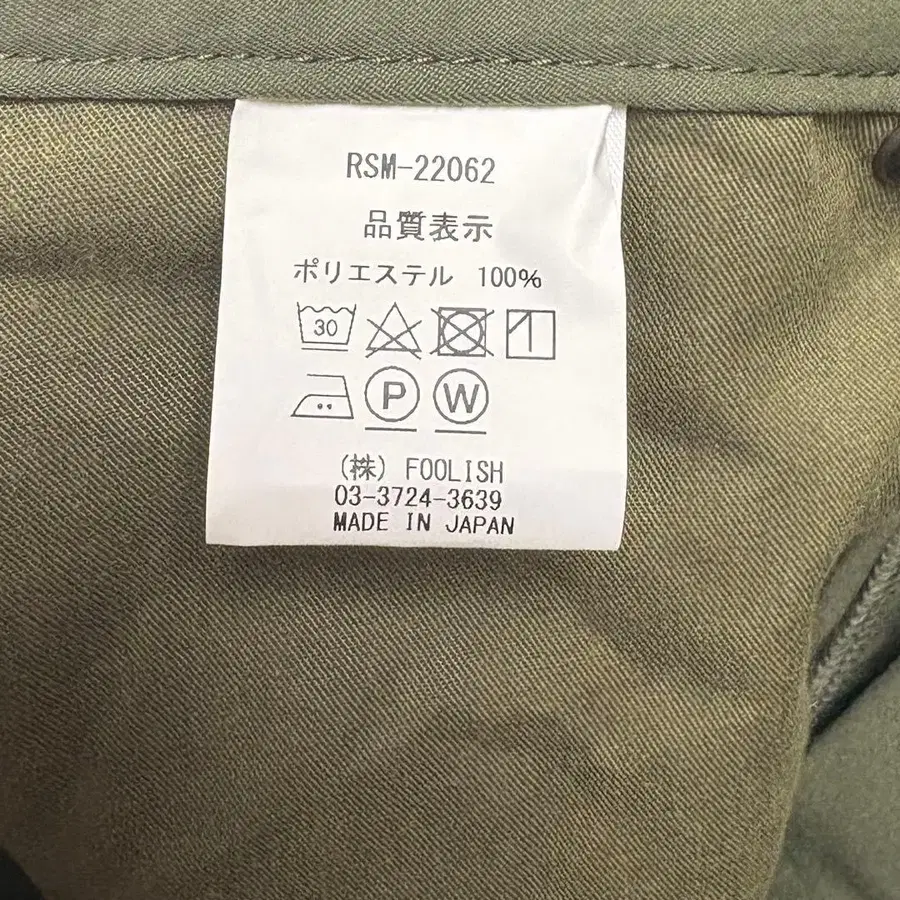 RSM-22062
品質表示
ポリエステル 100%
30
P W
(株) FOOLISH
03-3724-3639
MADE IN JAPAN